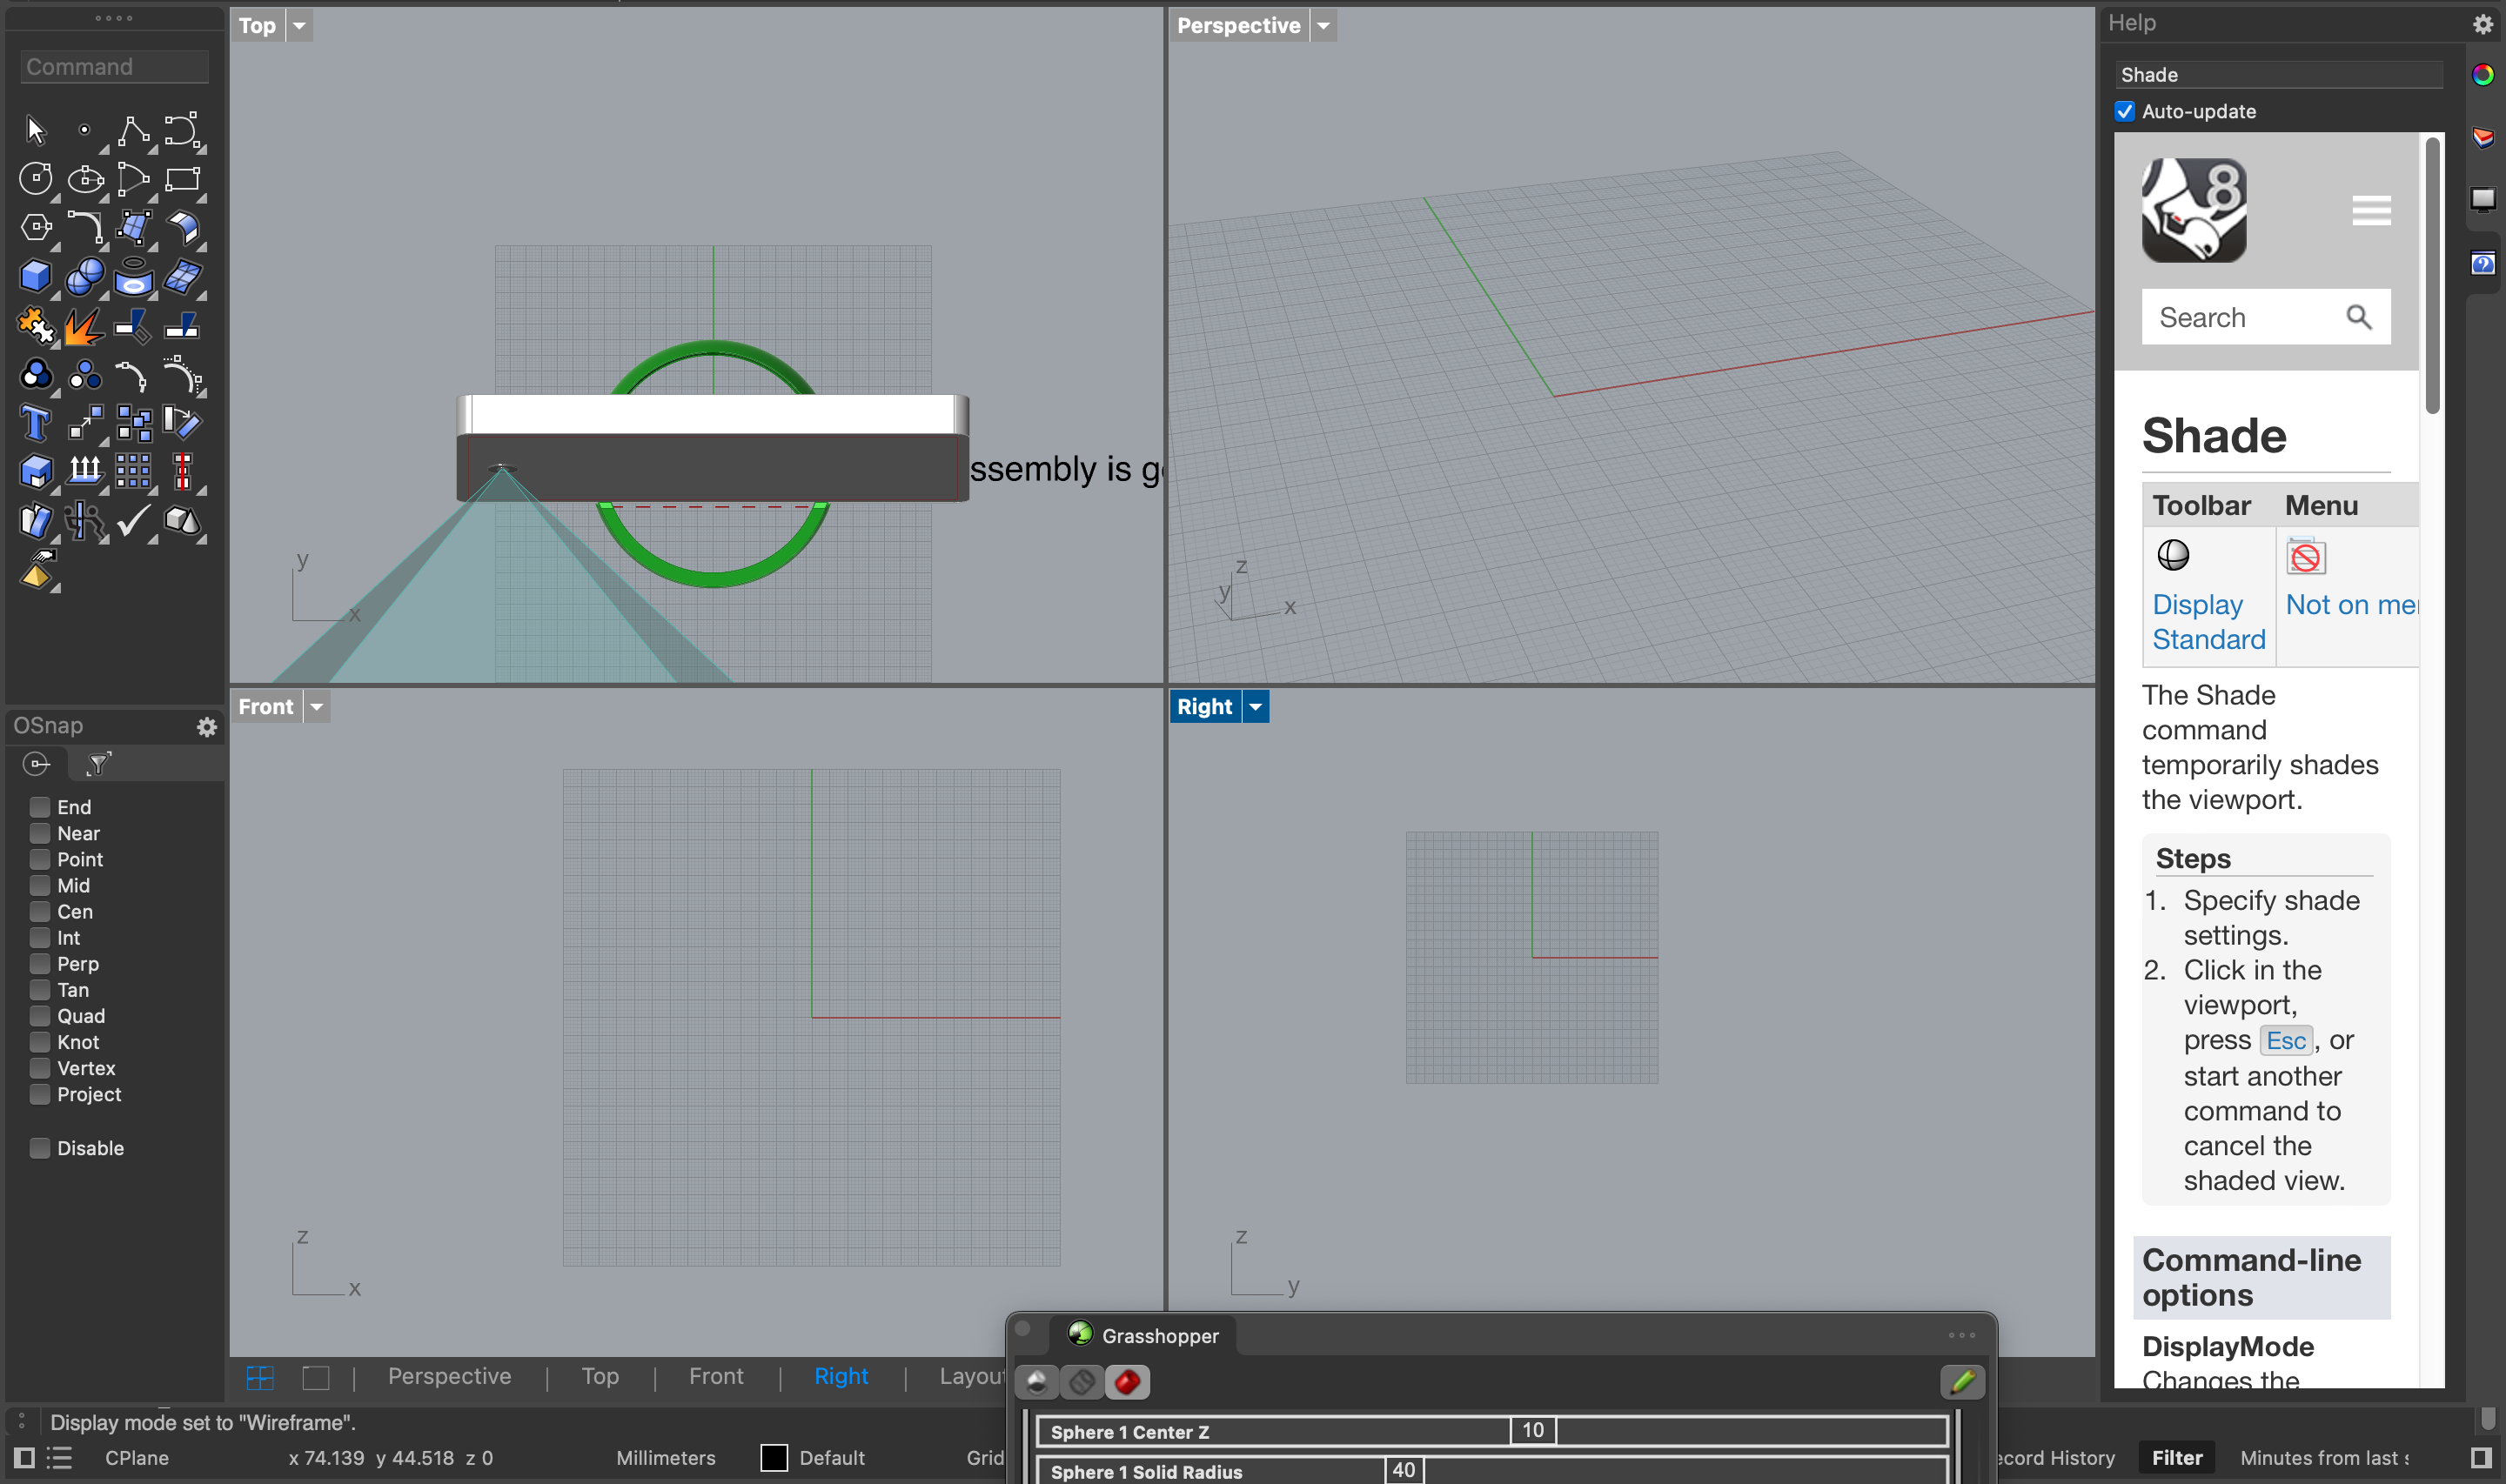 Command
Top
y
x
ssembly is g
Perspective
z
y
x
Help
Shade
Auto-update
8
Search
Shade
Toolbar Menu
Display
Standard
Not on me
The Shade
command
temporarily shades
the viewport.
Steps
1. Specify shade
settings.
2. Click in the
viewport,
press Esc, or
start another
command to
cancel the
shaded view.
Command-line
options
DisplayMode
Changes the
OSnap
End
Near
Point
Mid
Cen
Int
Perp
Tan
Quad
Knot
Vertex
Project
Disable
Front
z
x
Right
z
y
Perspective | Top | Front | Right | Layou
Grasshopper
Sphere 1 Center Z 10
Sphere 1 Solid Radius 40
Display mode set to "Wireframe".
CPlane x 74.139 y 44.518 z 0 Millimeters Default Grid
ecord History Filter Minutes from last s